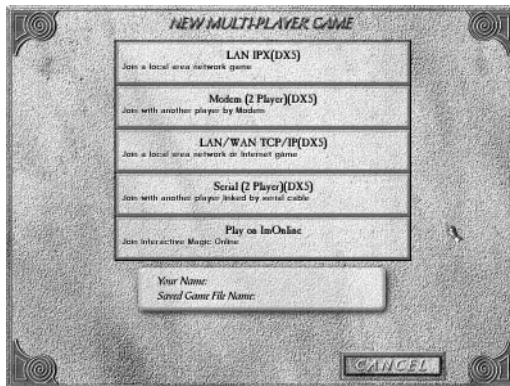 NEW MULTI-PLAYER GAME
LAN IPX(DX5)
Join a local area network game
Modem (2 Player)(DX5)
Join with another player by Modem
LAN/WAN TCP/IP(DX5)
Join a local area network or Internet game
Serial (2 Player)(DX5)
Join with another player linked by serial cable
Play on ImOnline
Join Interactive Magic Online
Your Name:
Saved Game File Name:
CANCEL